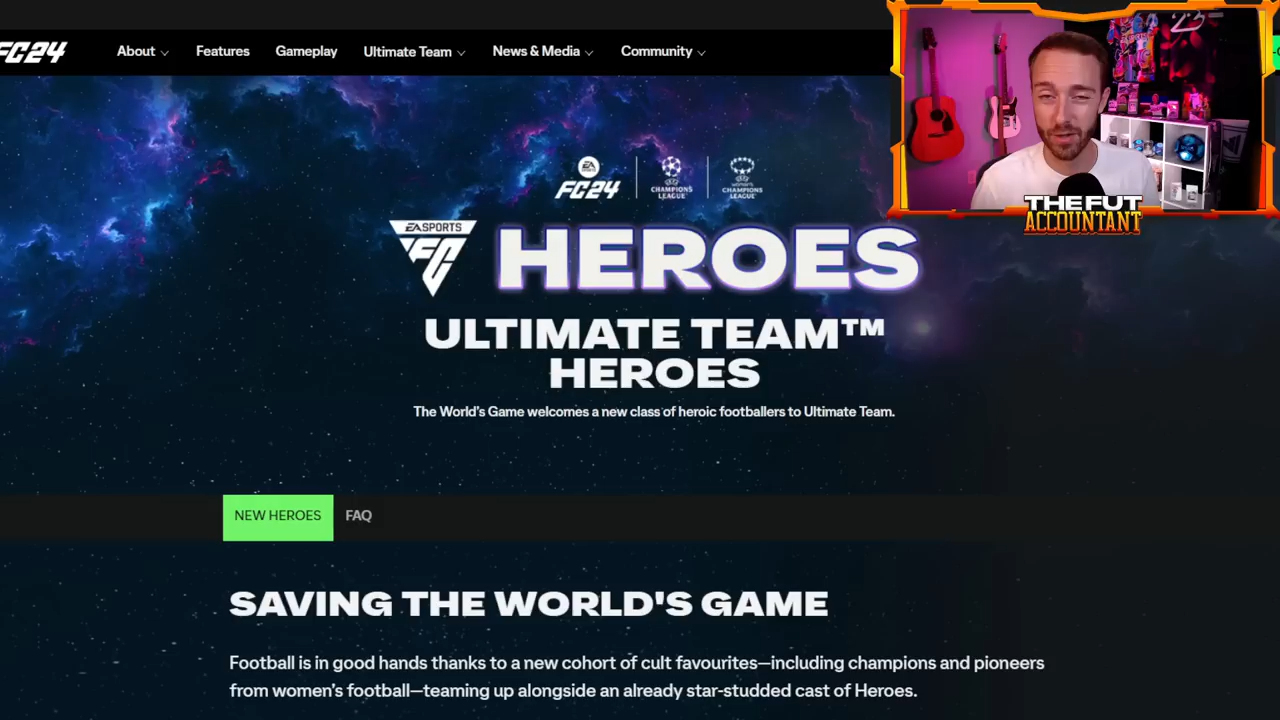 FC24
About
Features
Gameplay
Ultimate Team
News & Media
Community
EA SPORTS
FC24
CHAMPIONS
LEAGUE
WOMEN'S
CHAMPIONS
LEAGUE
EA SPORTS
FC
HEROES
ULTIMATE TEAM™
HEROES
The World's Game welcomes a new class of heroic footballers to Ultimate Team.
THE FUT
ACCOUNTANT
NEW HEROES
FAQ
SAVING THE WORLD'S GAME
Football is in good hands thanks to a new cohort of cult favourites—including champions and pioneers
from women's football—teaming up alongside an already star-studded cast of Heroes.